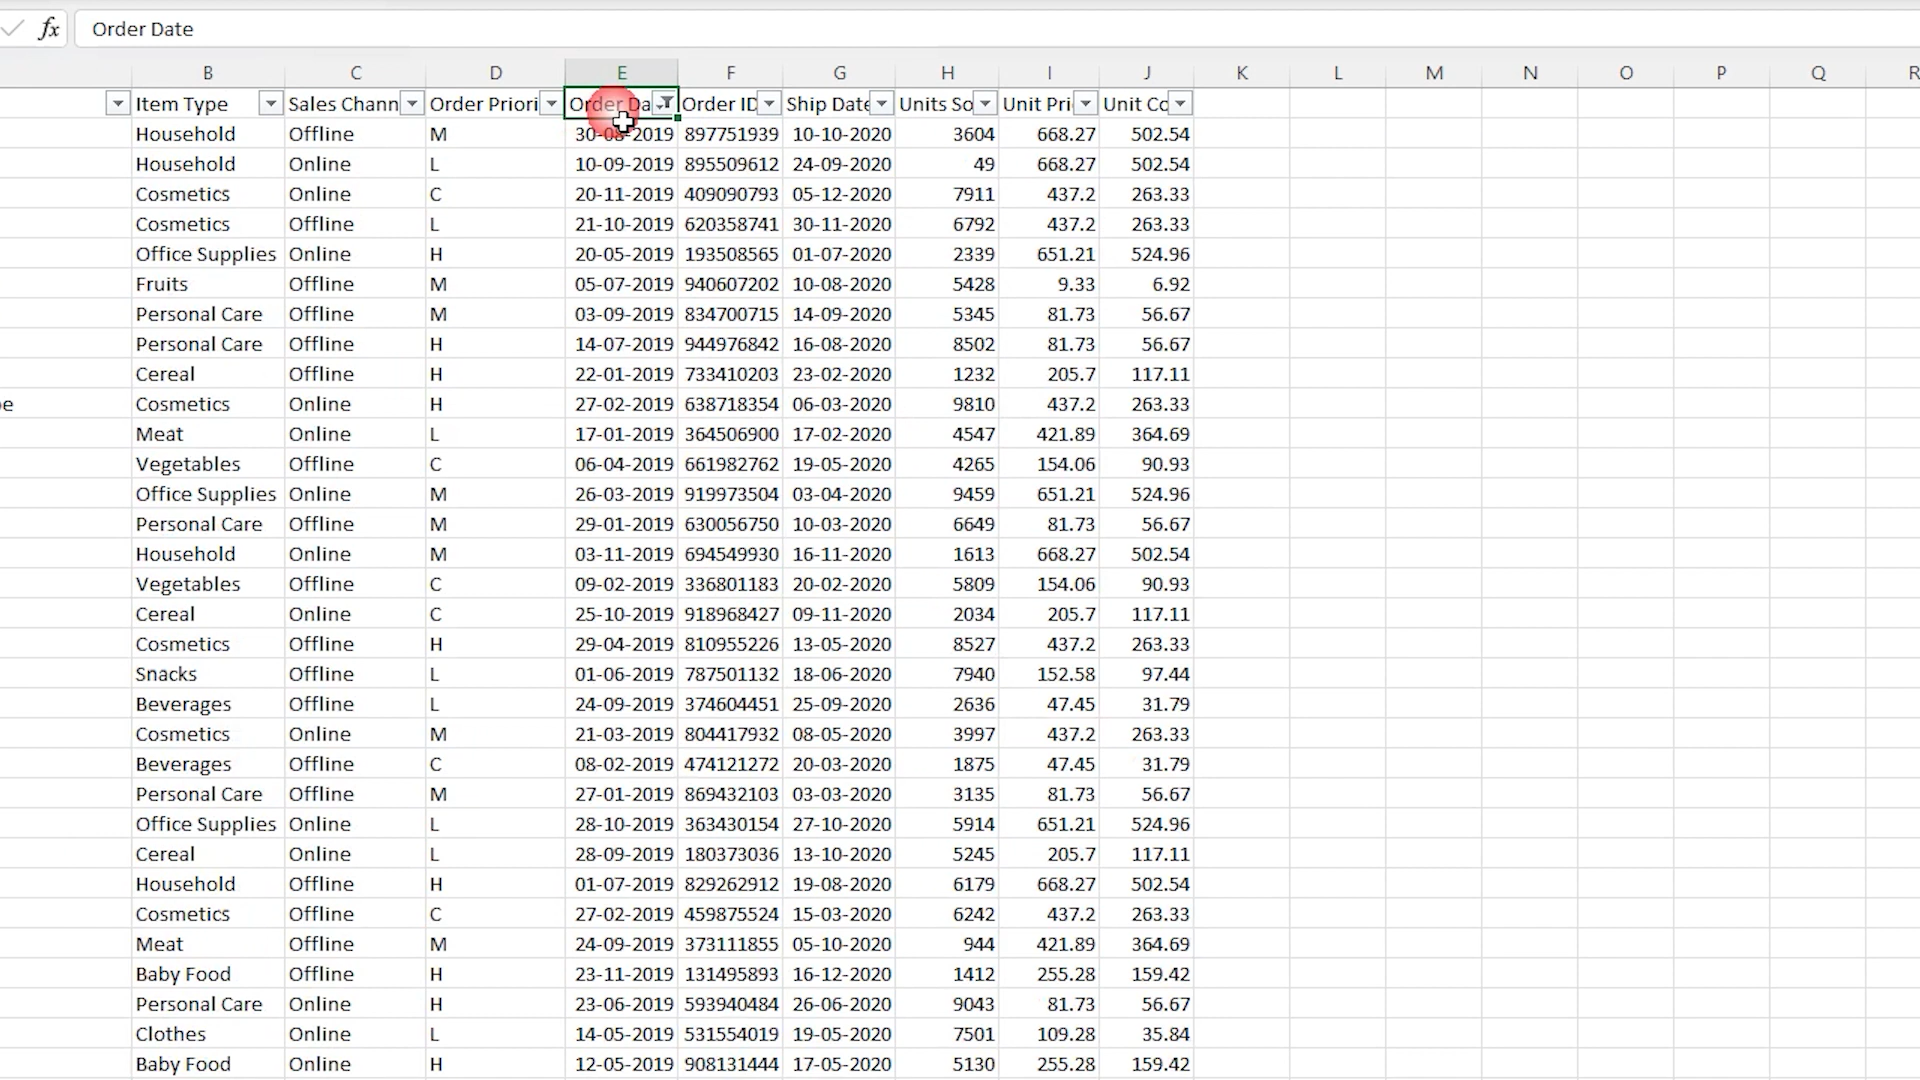 fx Order Date
B C D E F G H I J K L M N O P Q R
Item Type Sales Chann Order Priori Order Da Order ID Ship Date Units So Unit Pri Unit Co
Household Offline M 30-08-2019 897751939 10-10-2020 3604 668.27 502.54
Household Online L 10-09-2019 895509612 24-09-2020 49 668.27 502.54
Cosmetics Online C 20-11-2019 409090793 05-12-2020 7911 437.2 263.33
Cosmetics Offline L 21-10-2019 620358741 30-11-2020 6792 437.2 263.33
Office Supplies Online H 20-05-2019 193508565 01-07-2020 2339 651.21 524.96
Fruits Offline M 05-07-2019 940607202 10-08-2020 5428 9.33 6.92
Personal Care Offline M 03-09-2019 834700715 14-09-2020 5345 81.73 56.67
Personal Care Offline H 14-07-2019 944976842 16-08-2020 8502 81.73 56.67
Cereal Offline H 22-01-2019 733410203 23-02-2020 1232 205.7 117.11
e Cosmetics Online H 27-02-2019 638718354 06-03-2020 9810 437.2 263.33
Meat Online L 17-01-2019 364506900 17-02-2020 4547 421.89 364.69
Vegetables Offline C 06-04-2019 661982762 19-05-2020 4265 154.06 90.93
Office Supplies Online M 26-03-2019 919973504 03-04-2020 9459 651.21 524.96
Personal Care Offline M 29-01-2019 630056750 10-03-2020 6649 81.73 56.67
Household Online M 03-11-2019 694549930 16-11-2020 1613 668.27 502.54
Vegetables Offline C 09-02-2019 336801183 20-02-2020 5809 154.06 90.93
Cereal Online C 25-10-2019 918968427 09-11-2020 2034 205.7 117.11
Cosmetics Offline H 29-04-2019 810955226 13-05-2020 8527 437.2 263.33
Snacks Offline L 01-06-2019 787501132 18-06-2020 7940 152.58 97.44
Beverages Offline L 24-09-2019 374604451 25-09-2020 2636 47.45 31.79
Cosmetics Online M 21-03-2019 804417932 08-05-2020 3997 437.2 263.33
Beverages Offline C 08-02-2019 474121272 20-03-2020 1875 47.45 31.79
Personal Care Offline M 27-01-2019 869432103 03-03-2020 3135 81.73 56.67
Office Supplies Online L 28-10-2019 363430154 27-10-2020 5914 651.21 524.96
Cereal Online L 28-09-2019 180373036 13-10-2020 5245 205.7 117.11
Household Offline H 01-07-2019 829262912 19-08-2020 6179 668.27 502.54
Cosmetics Offline C 27-02-2019 459875524 15-03-2020 6242 437.2 263.33
Meat Offline M 24-09-2019 373111855 05-10-2020 944 421.89 364.69
Baby Food Offline H 23-11-2019 131495893 16-12-2020 1412 255.28 159.42
Personal Care Online H 23-06-2019 593940484 26-06-2020 9043 81.73 56.67
Clothes Online L 14-05-2019 531554019 19-05-2020 7501 109.28 35.84
Baby Food Online H 12-05-2019 908131444 17-05-2020 5130 255.28 159.42